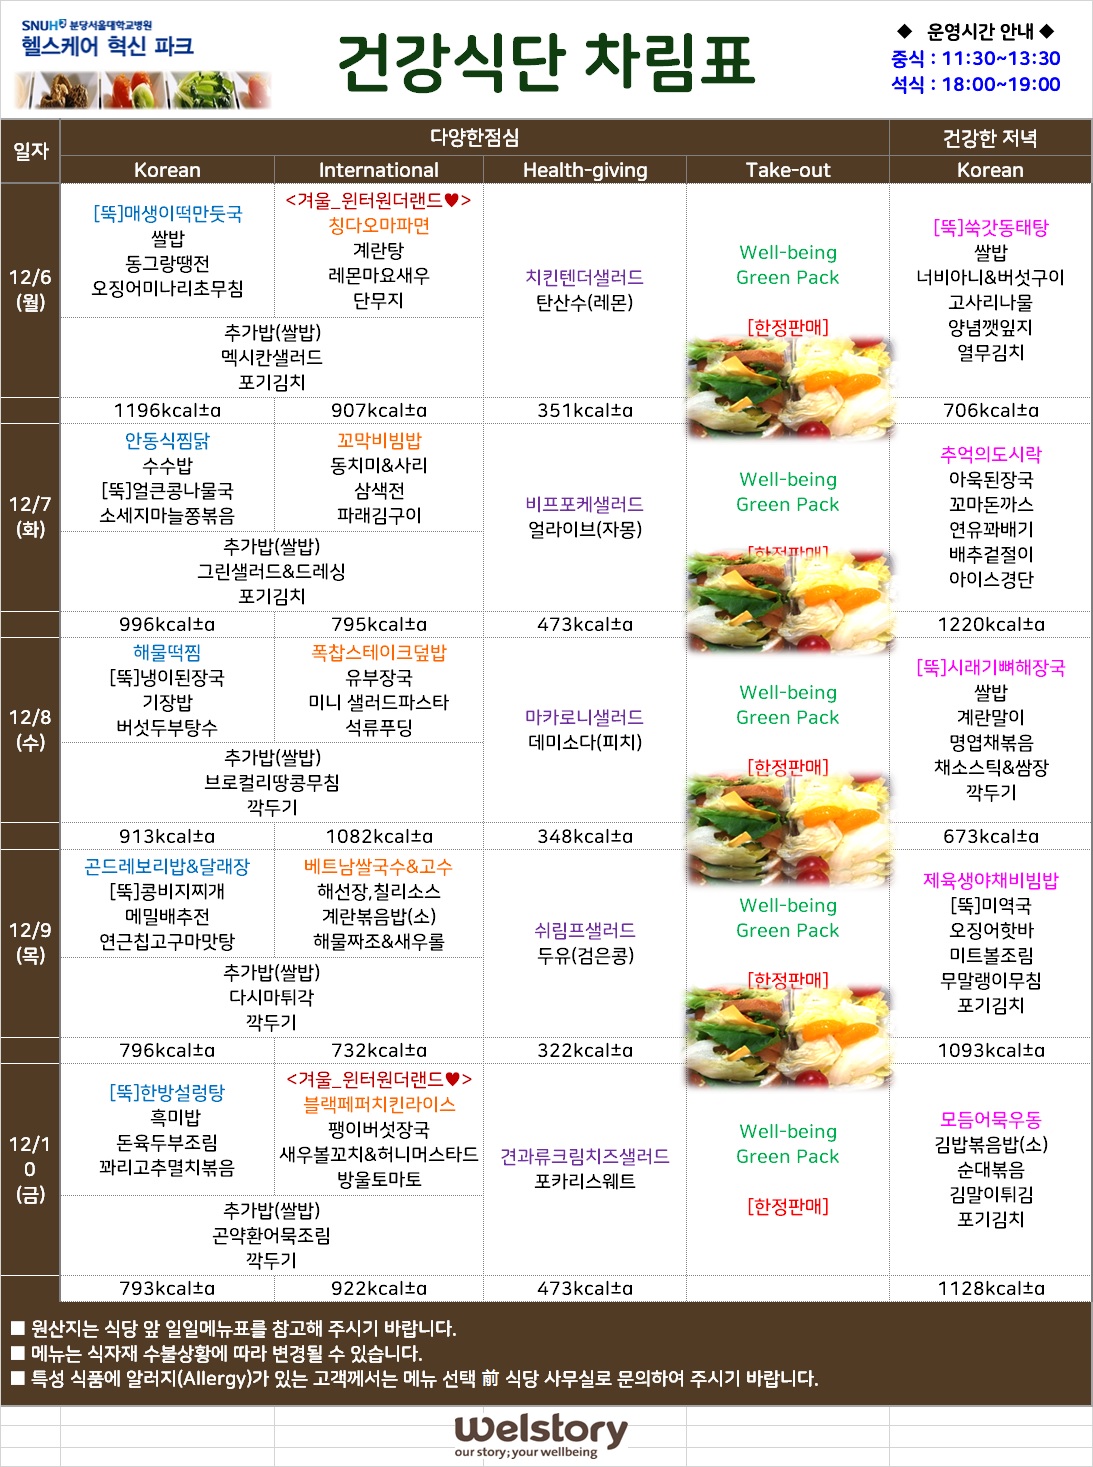 SNUH 분당서울대학교병원
헬스케어 혁신 파크
건강식단 차림표
◆ 운영시간 안내 ◆
중식 : 11:30~13:30
석식 : 18:00~19:00
일자
다양한점심
건강한 저녁
Korean
International
Health-giving
Take-out
Korean
12/6
(월)
[뚝]매생이떡만둣국
쌀밥
동그랑땡전
오징어미나리초무침
<겨울_윈터원더랜드♥>
칭다오마파면
계란탕
레몬마요새우
단무지
추가밥(쌀밥)
멕시칸샐러드
포기김치
치킨텐더샐러드
탄산수(레몬)
Well-being
Green Pack
[한정판매]
[뚝]쑥갓동태탕
쌀밥
너비아니&버섯구이
고사리나물
양념깻잎지
열무김치
1196kcal±α
907kcal±α
351kcal±α
706kcal±α
12/7
(화)
안동식찜닭
수수밥
[뚝]얼큰콩나물국
소세지마늘쫑볶음
꼬막비빔밥
동치미&사리
삼색전
파래김구이
추가밥(쌀밥)
그린샐러드&드레싱
포기김치
비프포케샐러드
얼라이브(자몽)
Well-being
Green Pack
[한정판매]
추억의도시락
아욱된장국
꼬마돈까스
연유꽈배기
배추겉절이
아이스경단
996kcal±α
795kcal±α
473kcal±α
1220kcal±α
12/8
(수)
해물떡찜
[뚝]냉이된장국
기장밥
버섯두부탕수
폭찹스테이크덮밥
유부장국
미니 샐러드파스타
석류푸딩
추가밥(쌀밥)
브로컬리땅콩무침
깍두기
마카로니샐러드
데미소다(피치)
Well-being
Green Pack
[한정판매]
[뚝]시래기뼈해장국
쌀밥
계란말이
명엽채볶음
채소스틱&쌈장
깍두기
913kcal±α
1082kcal±α
348kcal±α
673kcal±α
12/9
(목)
곤드레보리밥&달래장
[뚝]콩비지찌개
메밀배추전
연근칩고구마맛탕
베트남쌀국수&고수
해선장,칠리소스
계란볶음밥(소)
해물짜조&새우롤
추가밥(쌀밥)
다시마튀각
깍두기
쉬림프샐러드
두유(검은콩)
Well-being
Green Pack
[한정판매]
제육생야채비빔밥
[뚝]미역국
오징어핫바
미트볼조림
무말랭이무침
포기김치
796kcal±α
732kcal±α
322kcal±α
1093kcal±α
12/1
0
(금)
[뚝]한방설렁탕
흑미밥
돈육두부조림
꽈리고추멸치볶음
<겨울_윈터원더랜드♥>
블랙페퍼치킨라이스
팽이버섯장국
새우볼꼬치&허니머스타드
방울토마토
추가밥(쌀밥)
곤약환어묵조림
깍두기
견과류크림치즈샐러드
포카리스웨트
Well-being
Green Pack
[한정판매]
모듬어묵우동
김밥볶음밥(소)
순대볶음
김말이튀김
포기김치
793kcal±α
922kcal±α
473kcal±α
1128kcal±α
■ 원산지는 식당 앞 일일메뉴표를 참고해 주시기 바랍니다.
■ 메뉴는 식자재 수불상황에 따라 변경될 수 있습니다.
■ 특성 식품에 알러지(Allergy)가 있는 고객께서는 메뉴 선택 前 식당 사무실로 문의하여 주시기 바랍니다.
welstory
our story; your wellbeing